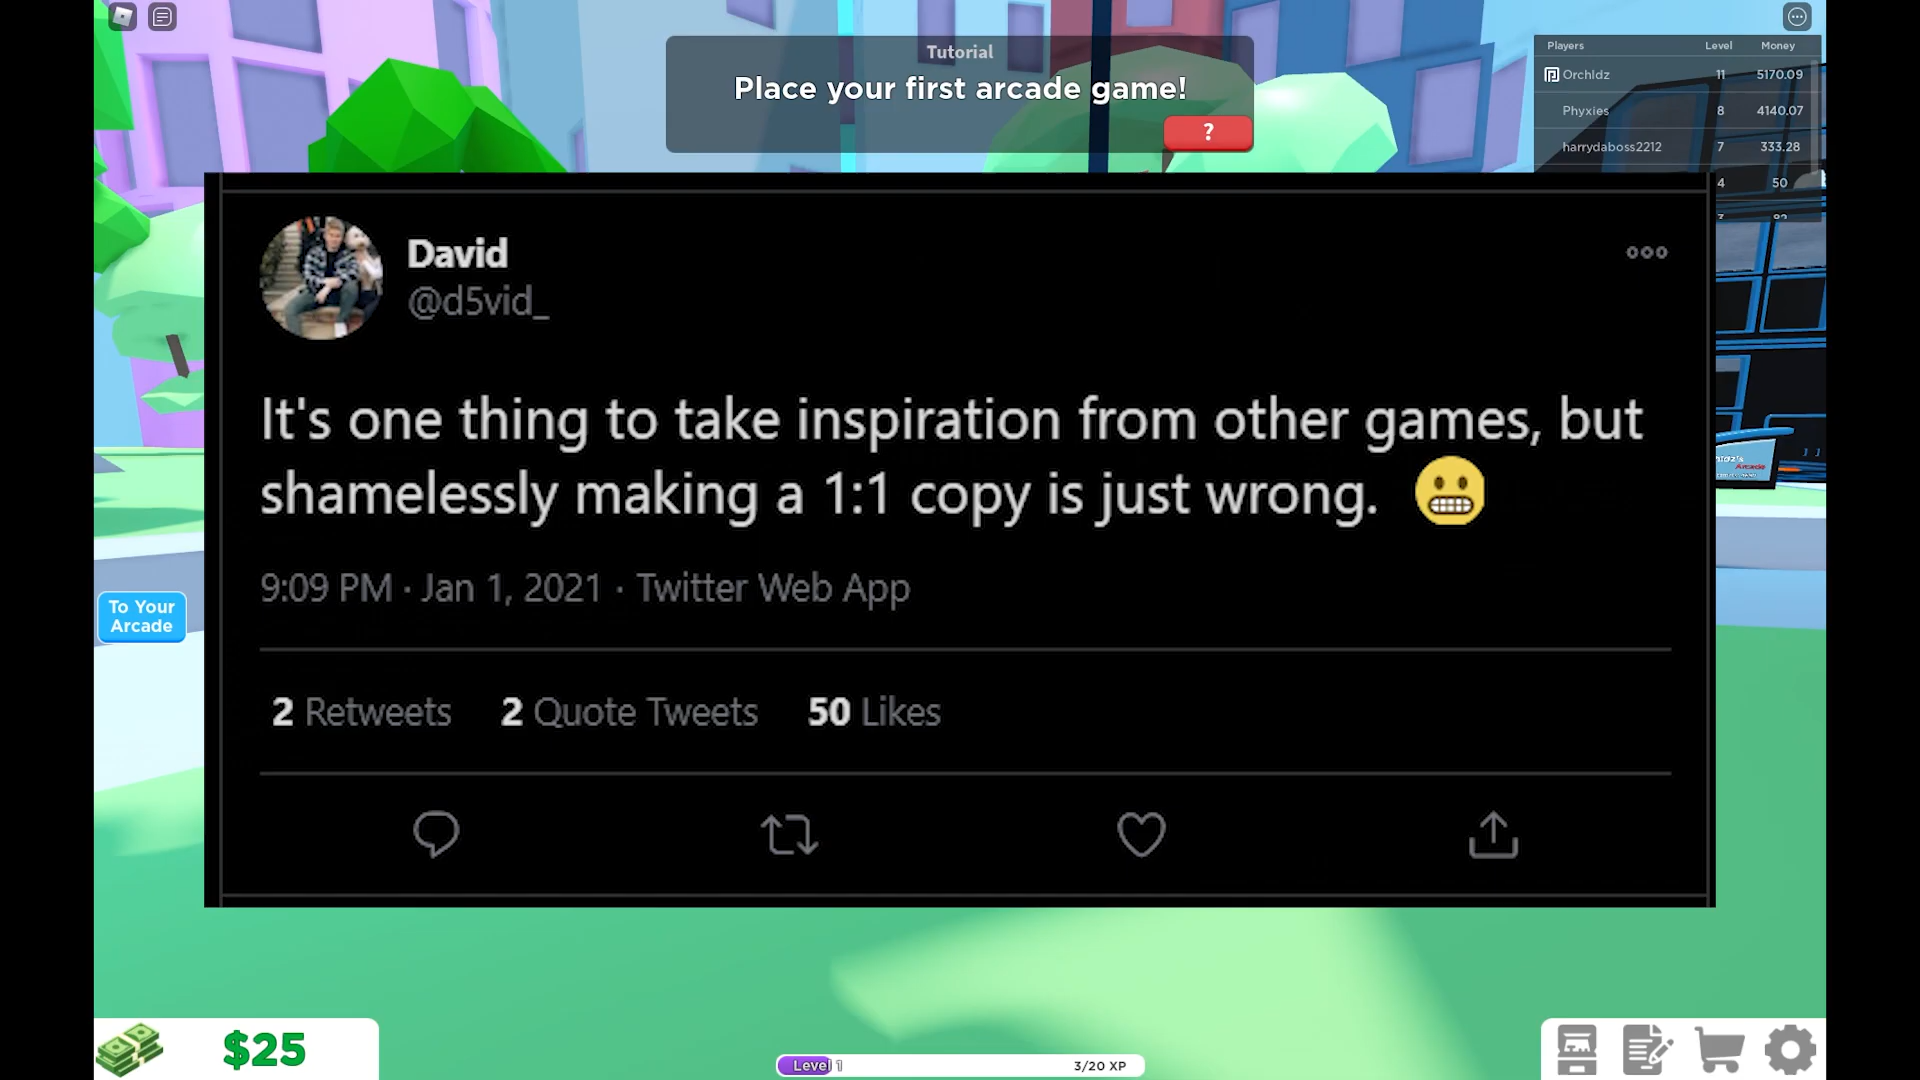 Tutorial
Place your first arcade game!
?
Players Level Money
Orchldz 11 5170.09
Phyxies 8 4140.07
harrydaboss2212 7 333.28
4 50
David
@d5vid_
It's one thing to take inspiration from other games, but
shamelessly making a 1:1 copy is just wrong. 😬
9:09 PM · Jan 1, 2021 · Twitter Web App
2 Retweets 2 Quote Tweets 50 Likes
To Your
Arcade
Arcade
$25
Level 1
3/20 XP